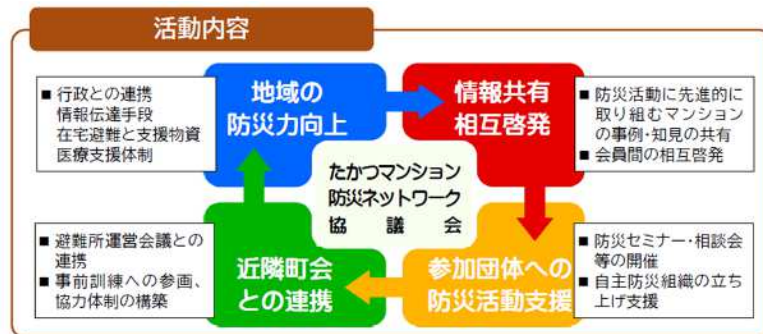 活動内容
■ 行政との連携
情報伝達手段
在宅避難と支援物資
医療支援体制
地域の
防災力向上
情報共有
相互啓発
■ 防災活動に先進的に
取り組むマンション
の事例・知見の共有
■ 会員間の相互啓発
たかつマンション
防災ネットワーク
協議会
■ 避難所運営会議との
連携
■ 事前訓練への参画、
協力体制の構築
近隣町会
との連携
参加団体への
防災活動支援
■ 防災セミナー・相談会
等の開催
■ 自主防災組織の立ち
上げ支援